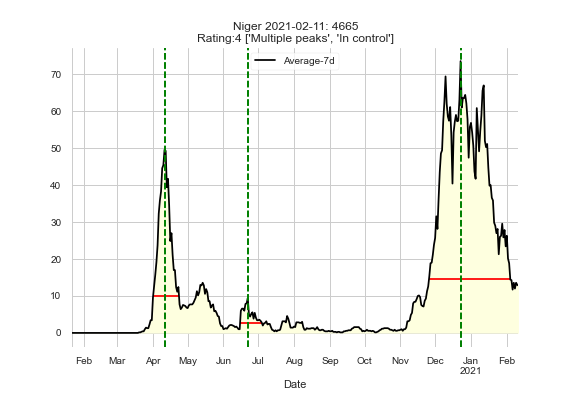 Niger 2021-02-11: 4665
Rating:4 ['Multiple peaks', 'In control']
Average-7d
70
60
50
40
30
20
10
0
Feb Mar Apr May Jun Jul Aug Sep Oct Nov Dec Jan Feb
2021
Date